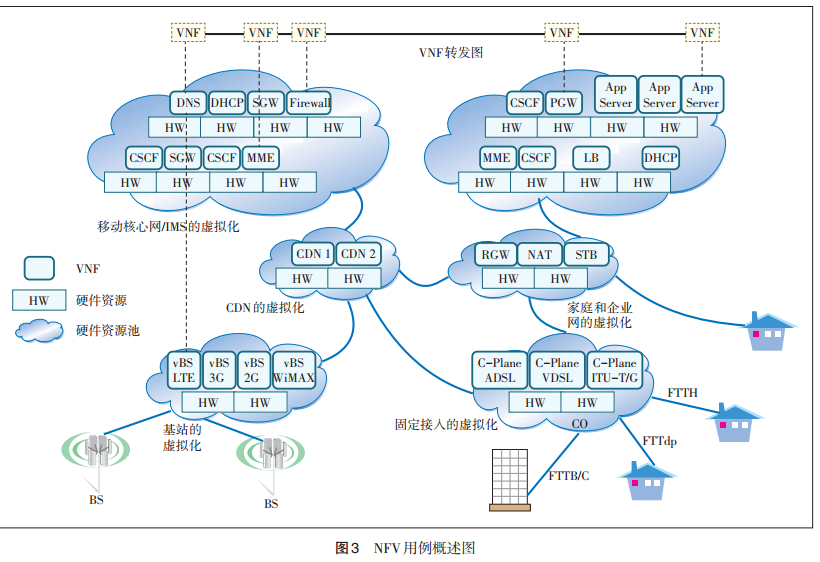 VNF VNF VNF VNF VNF
VNF转发图
DNS DHCP SGW Firewall
HW HW HW HW
CSCF SGW CSCF MME
HW HW HW HW
移动核心网/IMS的虚拟化
CSCF PGW App Server App Server App Server
HW HW HW HW
MME CSCF LB DHCP
HW HW HW HW
VNF
HW 硬件资源
硬件资源池
CDN 1 CDN 2
HW HW
CDN的虚拟化
RGW NAT STB
HW HW
家庭和企业
网的虚拟化
vBS LTE vBS 3G vBS 2G vBS WiMAX
HW HW
基站的
虚拟化
BS BS
C-Plane ADSL C-Plane VDSL C-Plane ITU-T/G
HW HW
CO
固定接入的虚拟化
FTTH
FTTdp
FTTB/C
图3 NFV用例概述图